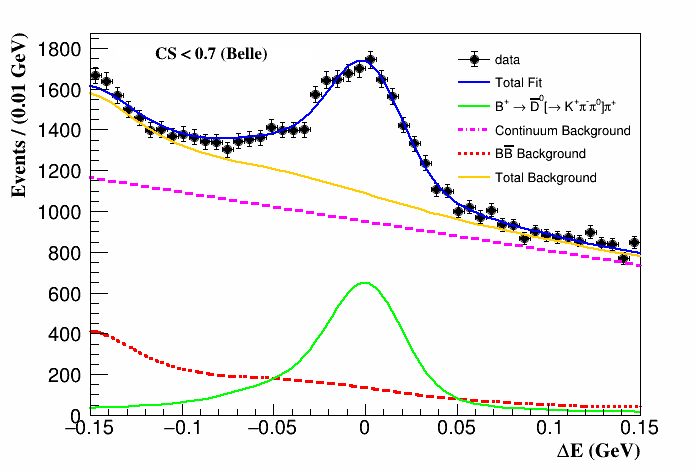 CS < 0.7 (Belle)
Events / (0.01 GeV)
1800
1600
1400
1200
1000
800
600
400
200
0
data
Total Fit
B⁺ → D̅⁰[→ K⁺π⁻π⁰]π⁺
Continuum Background
BB̅ Background
Total Background
−0.15 −0.1 −0.05 0 0.05 0.1 0.15
ΔE (GeV)